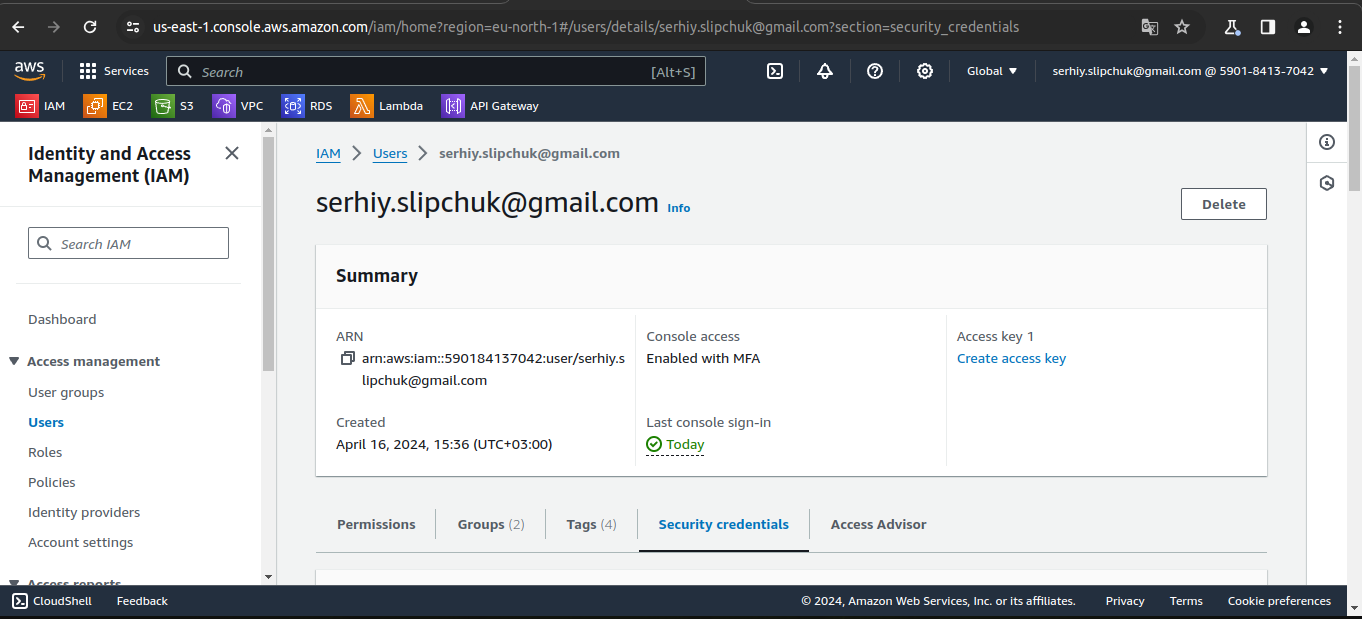 us-east-1.console.aws.amazon.com/iam/home?region=eu-north-1#/users/details/serhiy.slipchuk@gmail.com?section=security_credentials
aws Services Search [Alt+S] Global serhiy.slipchuk@gmail.com @ 5901-8413-7042
IAM EC2 S3 VPC RDS Lambda API Gateway
Identity and Access
Management (IAM)
Search IAM
Dashboard
Access management
User groups
Users
Roles
Policies
Identity providers
Account settings
Access reports
IAM > Users > serhiy.slipchuk@gmail.com
serhiy.slipchuk@gmail.com Info
Delete
Summary
ARN
arn:aws:iam::590184137042:user/serhiy.s
lipchuk@gmail.com
Console access
Enabled with MFA
Access key 1
Create access key
Created
April 16, 2024, 15:36 (UTC+03:00)
Last console sign-in
Today
Permissions Groups (2) Tags (4) Security credentials Access Advisor
CloudShell Feedback © 2024, Amazon Web Services, Inc. or its affiliates. Privacy Terms Cookie preferences